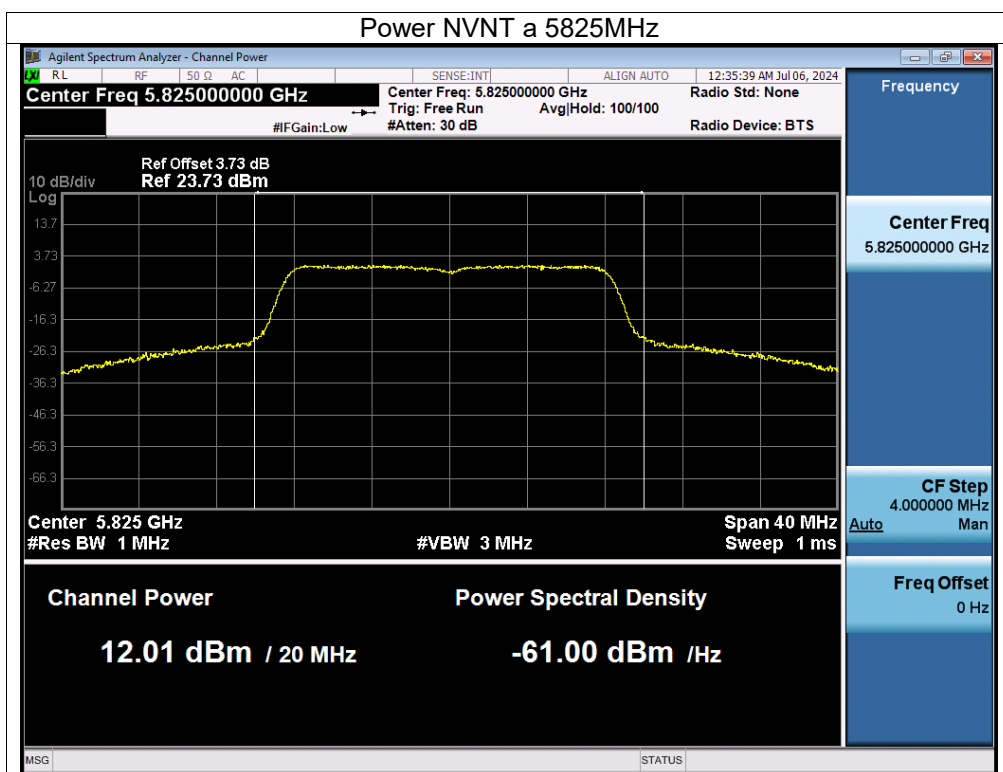 Power NVNT a 5825MHz
Agilent Spectrum Analyzer - Channel Power
LXI RL RF 50 Ω AC SENSE:INT ALIGN AUTO 12:35:39 AM Jul 06, 2024
Center Freq 5.825000000 GHz Center Freq: 5.825000000 GHz Radio Std: None
Trig: Free Run Avg|Hold: 100/100
#IFGain:Low #Atten: 30 dB Radio Device: BTS
Ref Offset 3.73 dB
10 dB/div Ref 23.73 dBm
Log
13.7
3.73
-6.27
-16.3
-26.3
-36.3
-46.3
-56.3
-66.3
Center 5.825 GHz Span 40 MHz
#Res BW 1 MHz #VBW 3 MHz Sweep 1 ms
Channel Power Power Spectral Density
12.01 dBm / 20 MHz -61.00 dBm /Hz
Frequency
Center Freq
5.825000000 GHz
CF Step
4.000000 MHz
Auto Man
Freq Offset
0 Hz
MSG STATUS